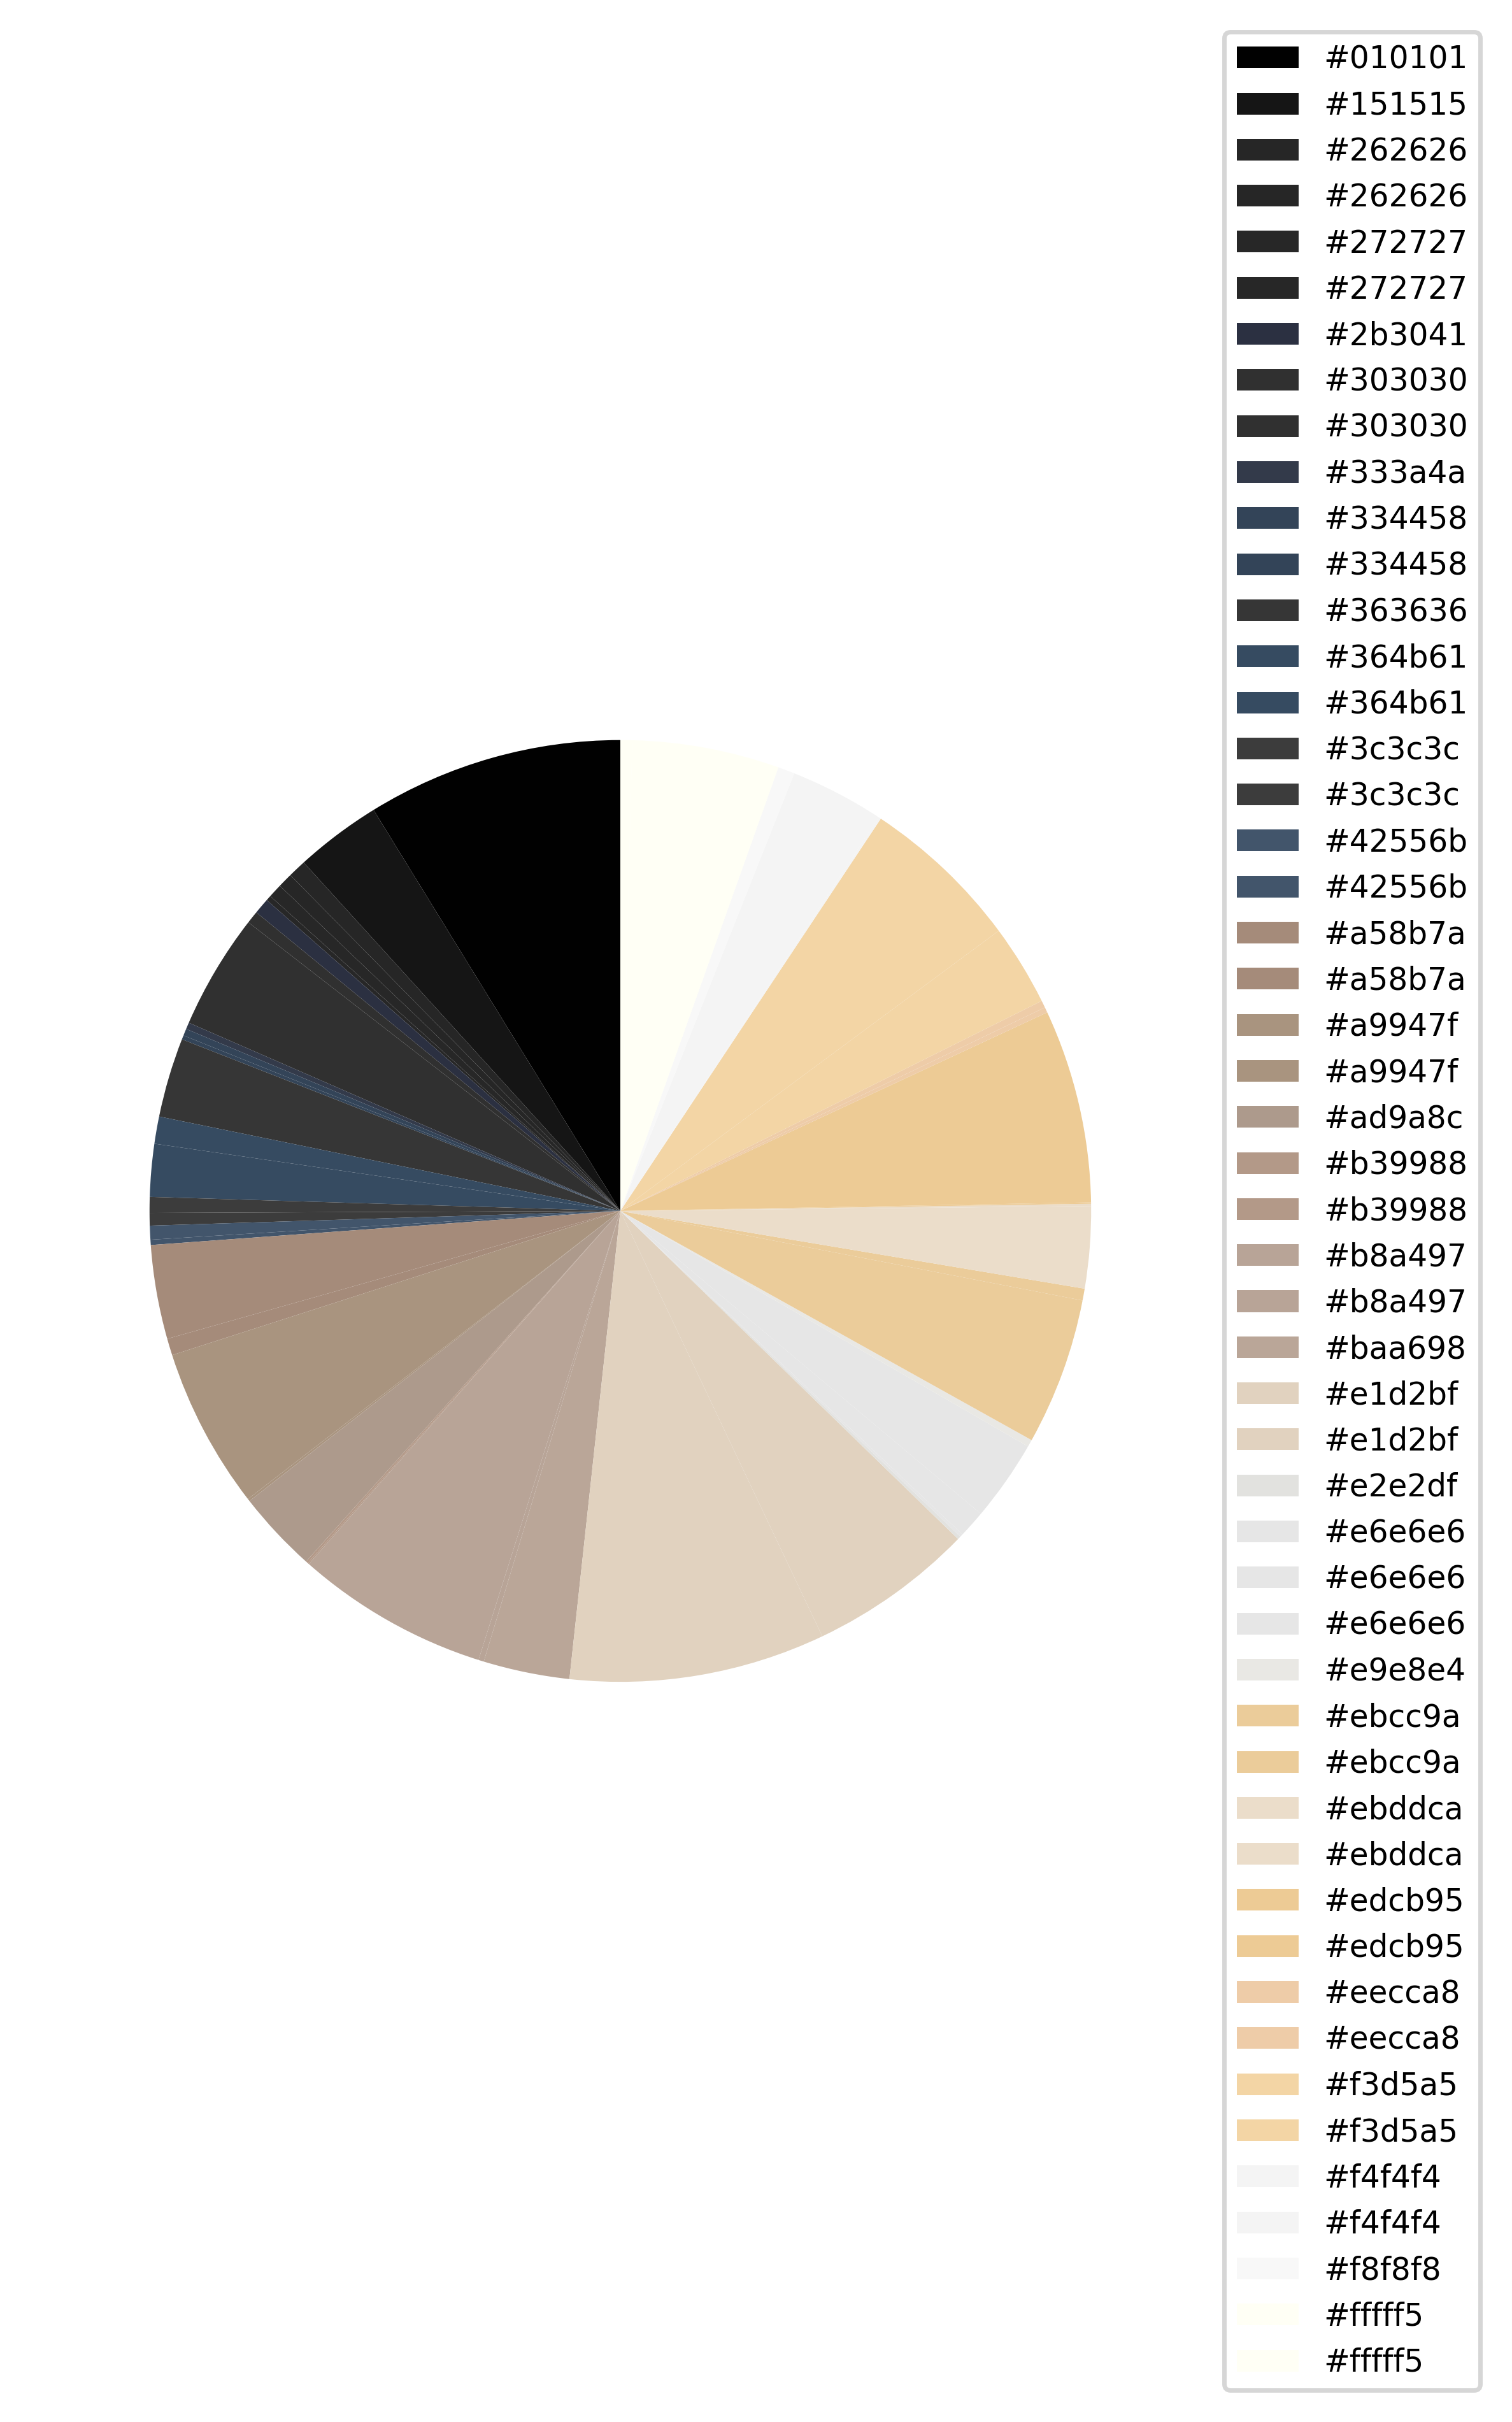 #010101
#151515
#262626
#262626
#272727
#272727
#2b3041
#303030
#303030
#333a4a
#334458
#334458
#363636
#364b61
#364b61
#3c3c3c
#3c3c3c
#42556b
#42556b
#a58b7a
#a58b7a
#a9947f
#a9947f
#ad9a8c
#b39988
#b39988
#b8a497
#b8a497
#baa698
#e1d2bf
#e1d2bf
#e2e2df
#e6e6e6
#e6e6e6
#e6e6e6
#e9e8e4
#ebcc9a
#ebcc9a
#ebddca
#ebddca
#edcb95
#edcb95
#eecca8
#eecca8
#f3d5a5
#f3d5a5
#f4f4f4
#f4f4f4
#f8f8f8
#fffff5
#fffff5